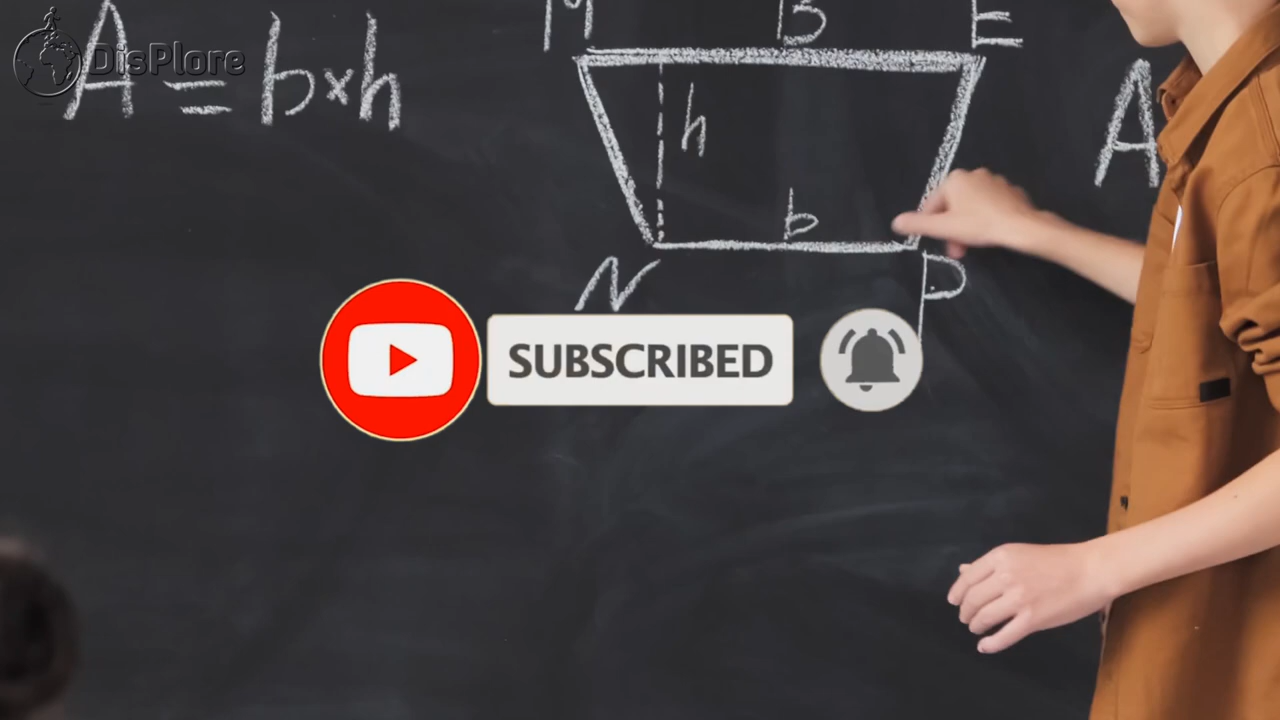 DisPlore
A = b×h
M B E
h
b
N P
A
SUBSCRIBED